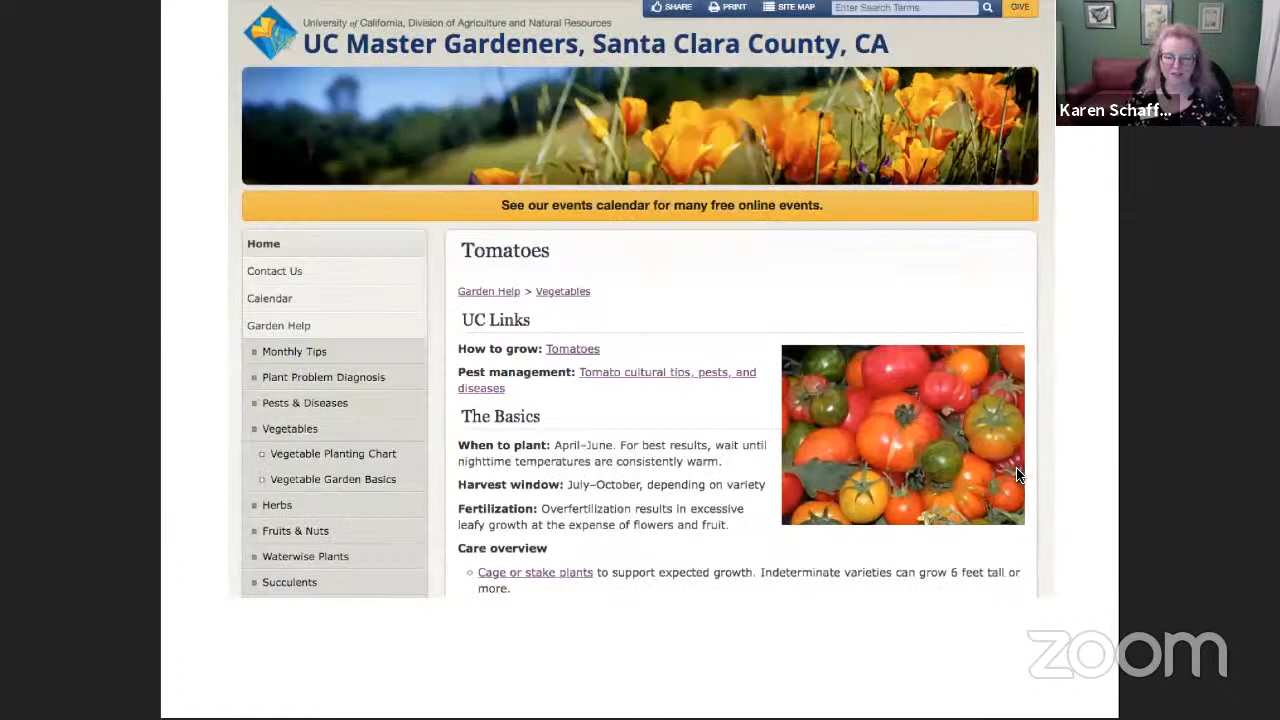 University of California, Division of Agriculture and Natural Resources
UC Master Gardeners, Santa Clara County, CA
SHARE
PRINT
SITE MAP
Enter Search Terms
GIVE
Karen Schaff...
See our events calendar for many free online events.
Home
Contact Us
Calendar
Garden Help
Monthly Tips
Plant Problem Diagnosis
Pests & Diseases
Vegetables
Vegetable Planting Chart
Vegetable Garden Basics
Herbs
Fruits & Nuts
Waterwise Plants
Succulents
Tomatoes
Garden Help > Vegetables
UC Links
How to grow: Tomatoes
Pest management: Tomato cultural tips, pests, and
diseases
The Basics
When to plant: April–June. For best results, wait until
nighttime temperatures are consistently warm.
Harvest window: July–October, depending on variety
Fertilization: Overfertilization results in excessive
leafy growth at the expense of flowers and fruit.
Care overview
Cage or stake plants to support expected growth. Indeterminate varieties can grow 6 feet tall or
more.
zoom